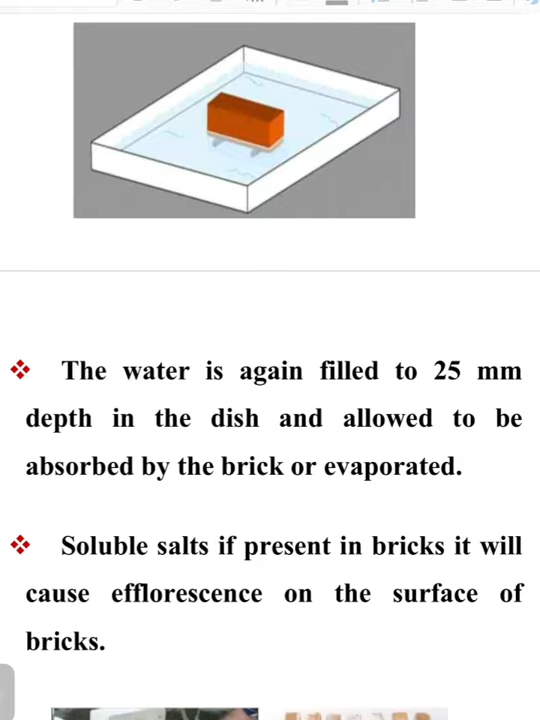 ❖ The water is again filled to 25 mm
depth in the dish and allowed to be
absorbed by the brick or evaporated.
❖ Soluble salts if present in bricks it will
cause efflorescence on the surface of
bricks.